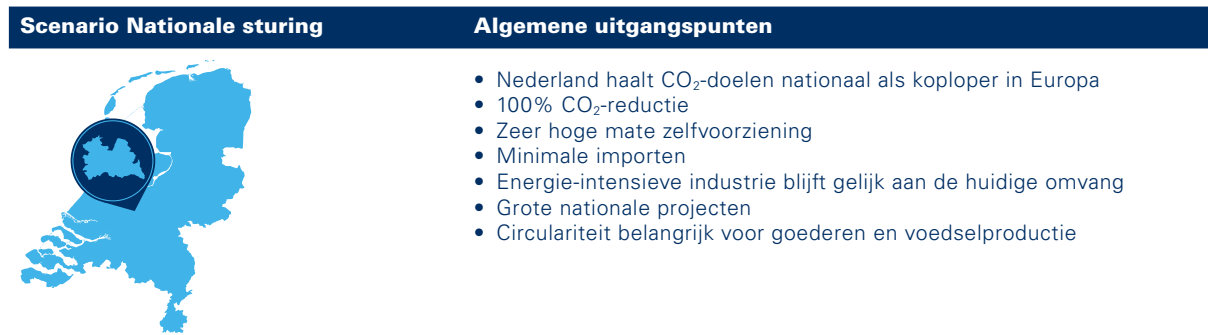 Scenario Nationale sturing
Algemene uitgangspunten
• Nederland haalt CO₂-doelen nationaal als koploper in Europa
• 100% CO₂-reductie
• Zeer hoge mate zelfvoorziening
• Minimale importen
• Energie-intensieve industrie blijft gelijk aan de huidige omvang
• Grote nationale projecten
• Circulariteit belangrijk voor goederen en voedselproductie